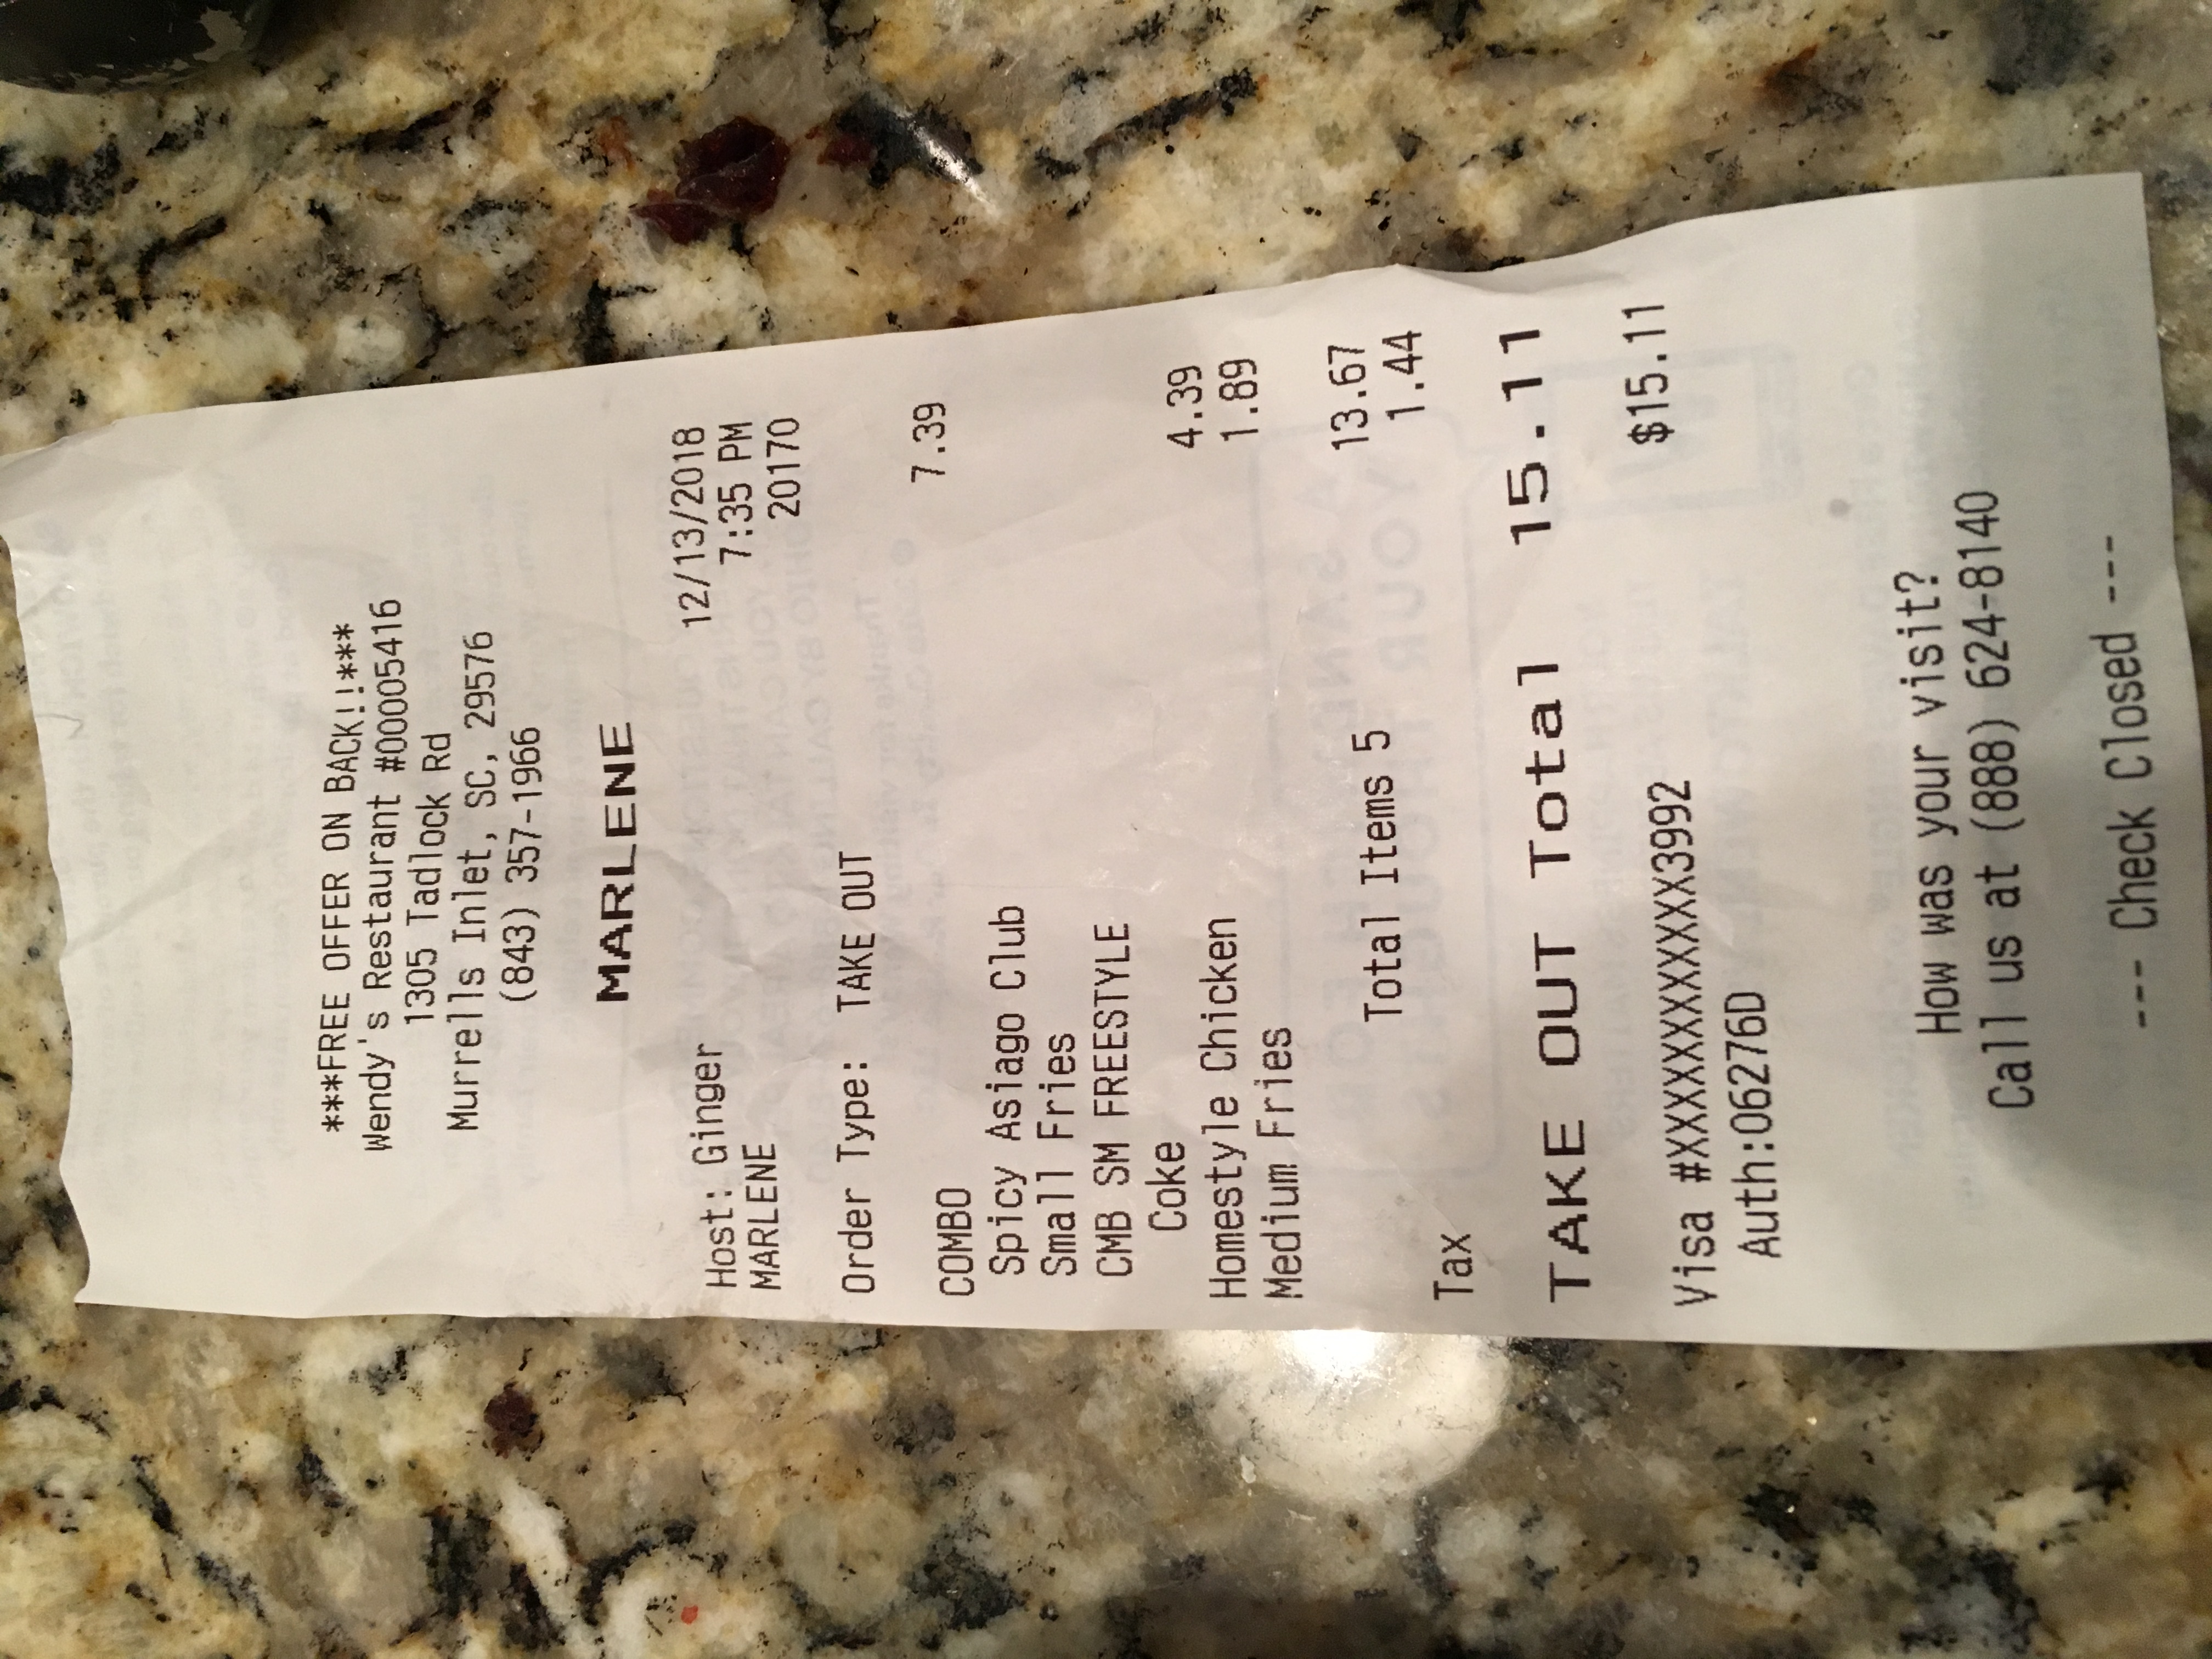 ***FREE OFFER ON BACK!!***
Wendy's Restaurant #00005416
1305 Tadlock Rd
Murrells Inlet, SC, 29576
(843) 357-1966
MARLENE
Host: Ginger 12/13/2018
MARLENE 7:35 PM
20170
Order Type: TAKE OUT
COMBO 7.39
Spicy Asiago Club
Small Fries
CMB SM FREESTYLE
Coke
Homestyle Chicken 4.39
Medium Fries 1.89
Total Items 5 13.67
Tax 1.44
TAKE OUT Total 15.11
Visa #XXXXXXXXXXXX3992 $15.11
Auth:06276D
How was your visit?
Call us at (888) 624-8140
--- Check Closed ---